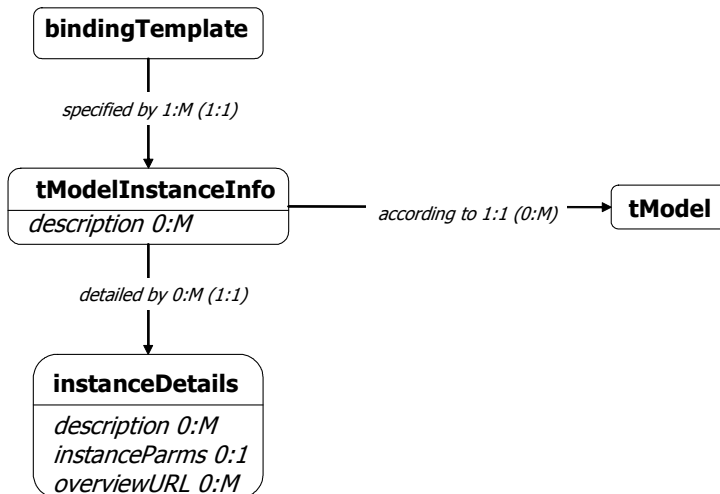 bindingTemplate
specified by 1:M (1:1)
tModelInstanceInfo
description 0:M
according to 1:1 (0:M)
tModel
detailed by 0:M (1:1)
instanceDetails
description 0:M
instanceParms 0:1
overviewURL 0:M